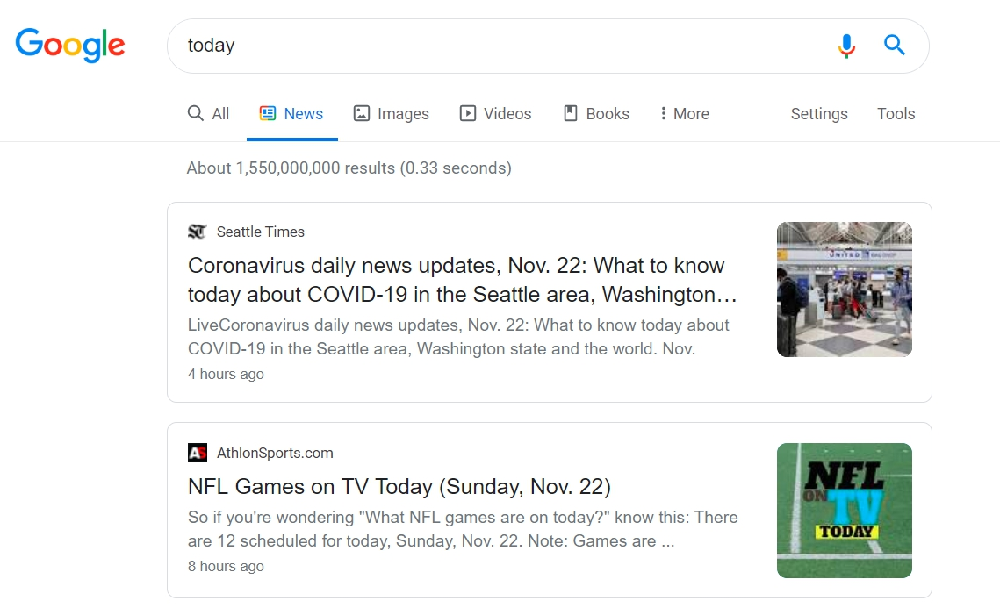 Google
today
All
News
Images
Videos
Books
More
Settings
Tools
About 1,550,000,000 results (0.33 seconds)
ST Seattle Times
Coronavirus daily news updates, Nov. 22: What to know
today about COVID-19 in the Seattle area, Washington…
LiveCoronavirus daily news updates, Nov. 22: What to know today about
COVID-19 in the Seattle area, Washington state and the world. Nov.
4 hours ago
UNITED
AS AthlonSports.com
NFL Games on TV Today (Sunday, Nov. 22)
So if you're wondering "What NFL games are on today?" know this: There
are 12 scheduled for today, Sunday, Nov. 22. Note: Games are ...
8 hours ago
NFL
ON TV
TODAY